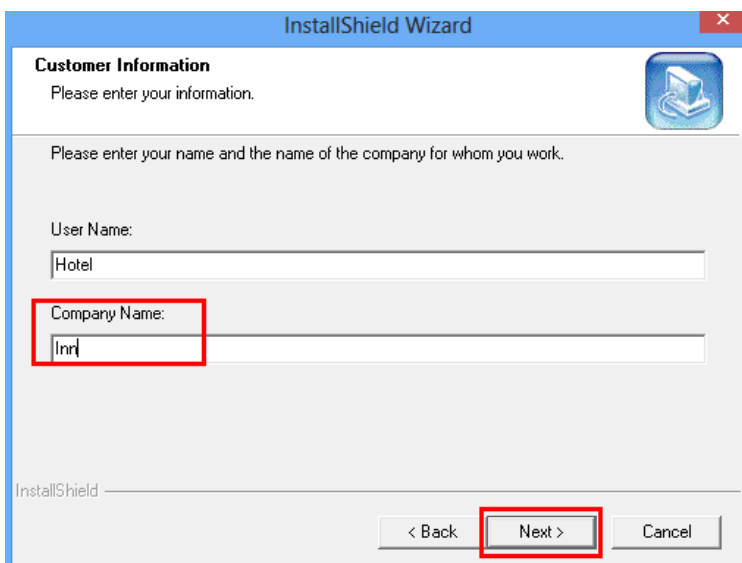 InstallShield Wizard
Customer Information
Please enter your information.
Please enter your name and the name of the company for whom you work.
User Name:
Hotel
Company Name:
Inn
InstallShield
< Back Next > Cancel